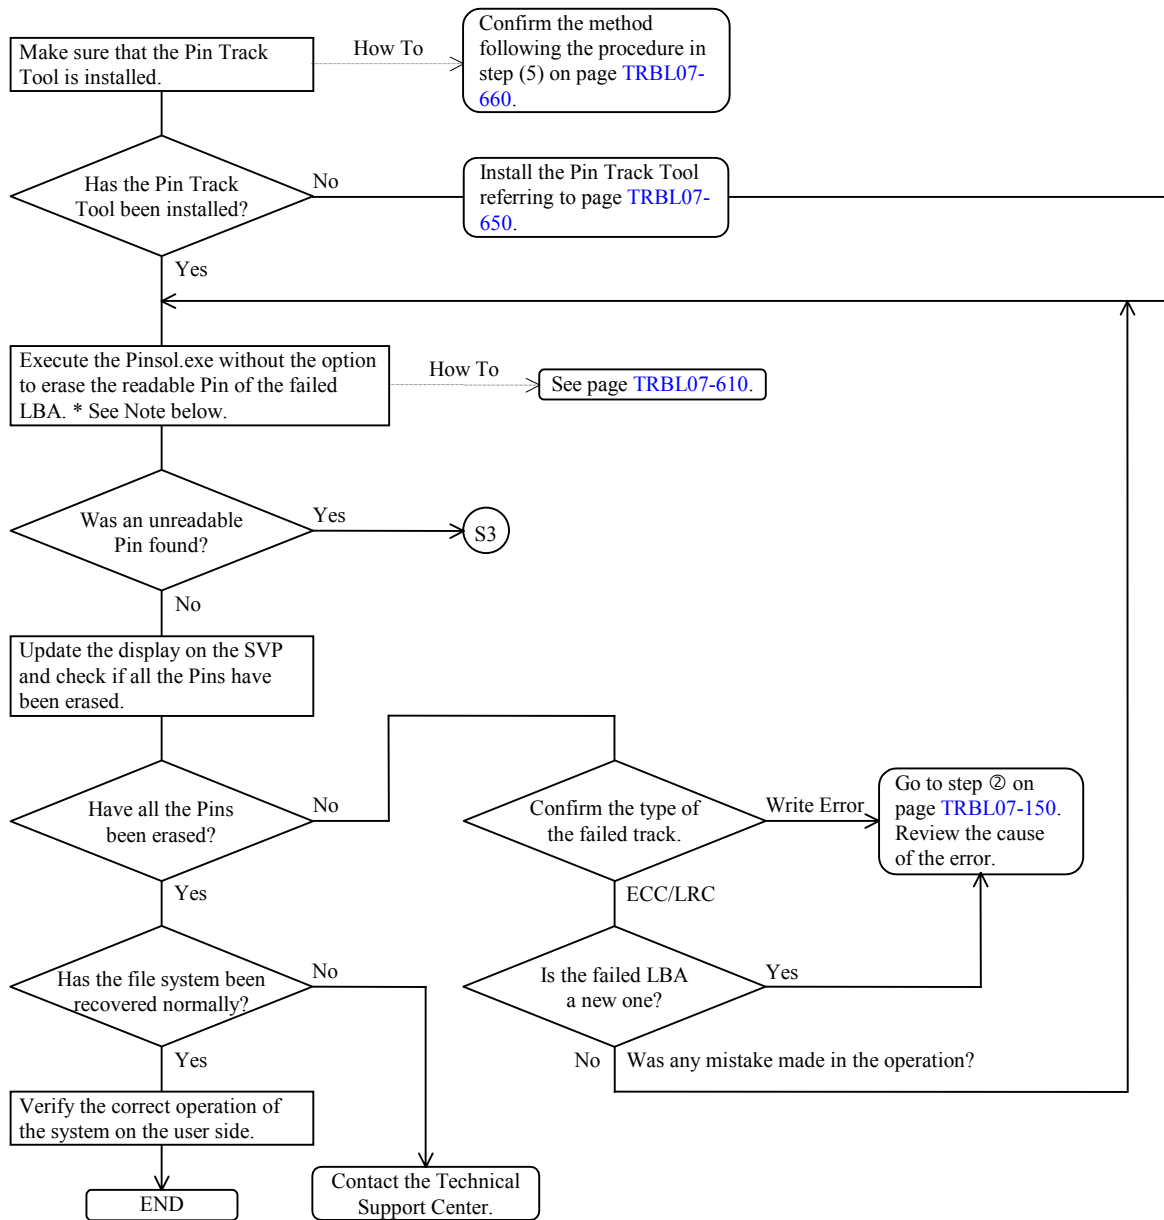 Make sure that the Pin Track
Tool is installed.
How To
Confirm the method
following the procedure in
step (5) on page TRBL07-
660.
Has the Pin Track
Tool been installed?
No
Install the Pin Track Tool
referring to page TRBL07-
650.
Yes
Execute the Pinsol.exe without the option
to erase the readable Pin of the failed
LBA. * See Note below.
How To
See page TRBL07-610.
Was an unreadable
Pin found?
Yes
S3
No
Update the display on the SVP
and check if all the Pins have
been erased.
Have all the Pins
been erased?
No
Confirm the type of
the failed track.
Write Error
Go to step ② on
page TRBL07-150.
Review the cause
of the error.
Yes
ECC/LRC
Has the file system been
recovered normally?
No
Is the failed LBA
a new one?
Yes
Yes
No
Was any mistake made in the operation?
Verify the correct operation of
the system on the user side.
END
Contact the Technical
Support Center.